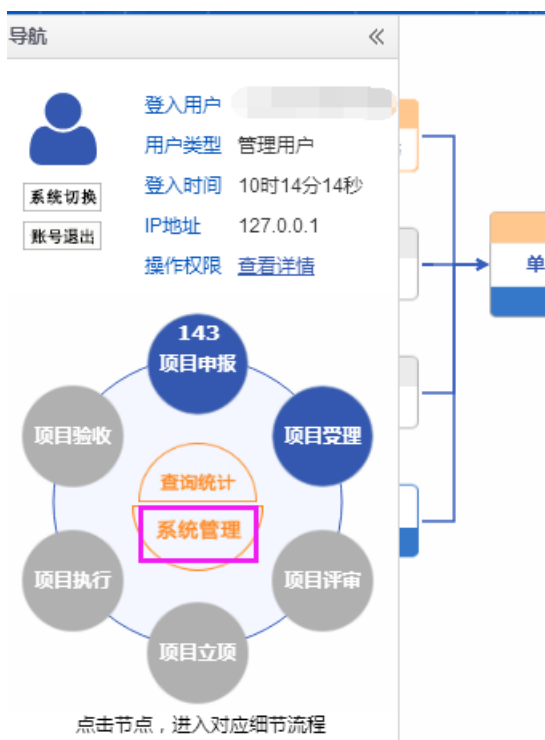 导航
登入用户
用户类型 管理用户
系统切换
登入时间 10时14分14秒
账号退出
IP地址 127.0.0.1
操作权限 查看详情
单
143
项目申报
项目验收
项目受理
查询统计
系统管理
项目执行
项目评审
项目立项
点击节点，进入对应细节流程